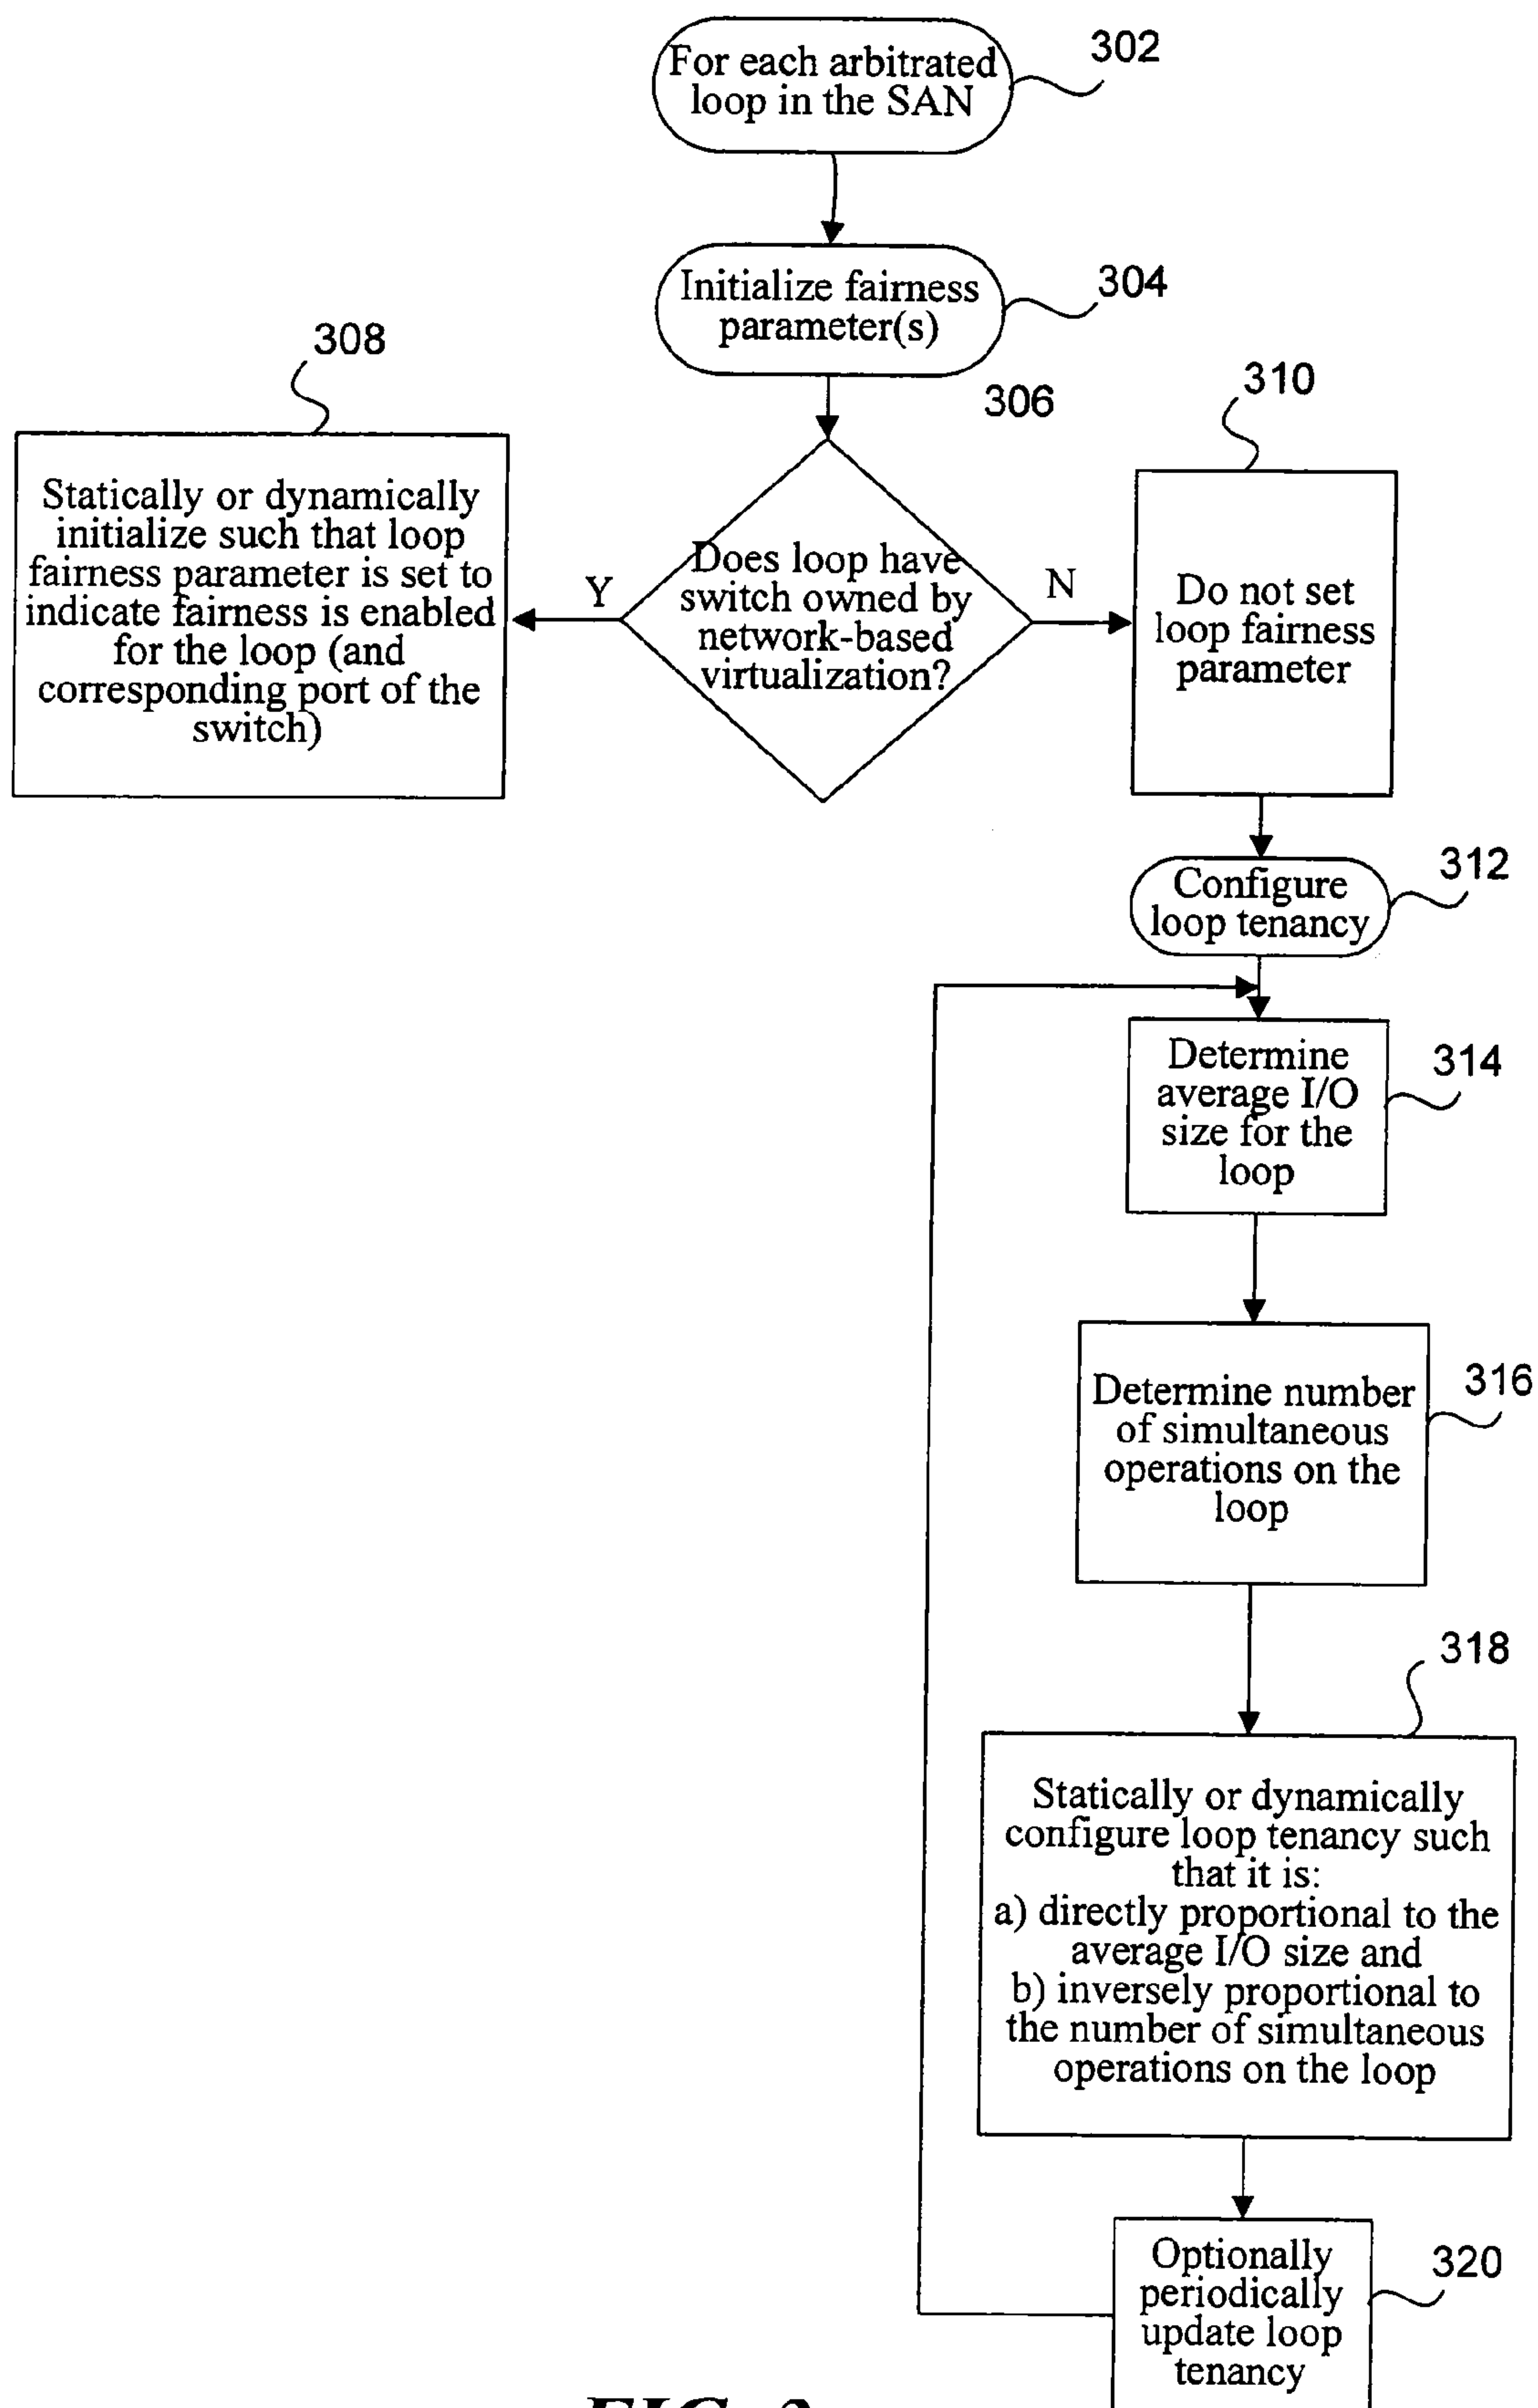 For each arbitrated
loop in the SAN
302
Initialize fairness
parameter(s)
304
306
308
Statically or dynamically
initialize such that loop
fairness parameter is set to
indicate fairness is enabled
for the loop (and
corresponding port of the
switch)
Y
Does loop have
switch owned by
network-based
virtualization?
N
310
Do not set
loop fairness
parameter
312
Configure
loop tenancy
314
Determine
average I/O
size for the
loop
316
Determine number
of simultaneous
operations on the
loop
318
Statically or dynamically
configure loop tenancy such
that it is:
a) directly proportional to the
average I/O size and
b) inversely proportional to
the number of simultaneous
operations on the loop
320
Optionally
periodically
update loop
tenancy
FIG.